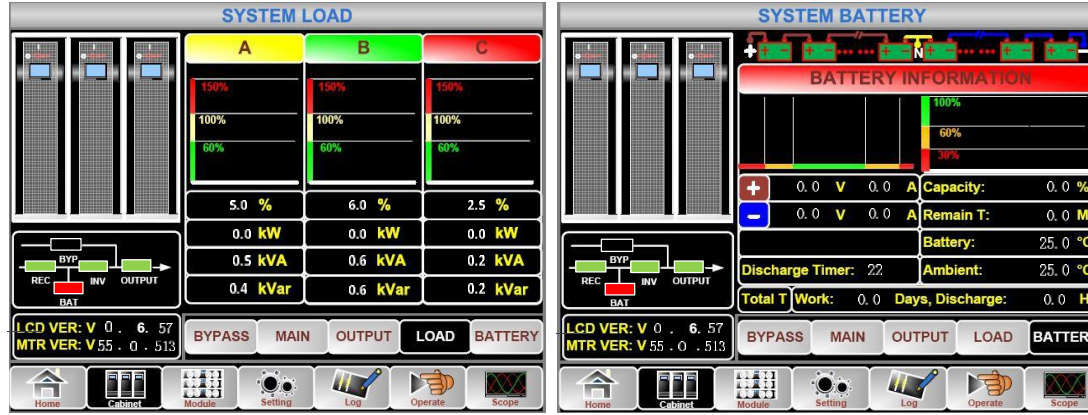 SYSTEM LOAD
A B C
150% 150% 150%
100% 100% 100%
60% 60% 60%
5.0 % 6.0 % 2.5 %
0.0 kW 0.0 kW 0.0 kW
0.5 kVA 0.6 kVA 0.2 kVA
0.4 kVar 0.6 kVar 0.2 kVar
BYP
REC INV OUTPUT
BAT
LCD VER: V 0 . 6. 57
MTR VER: V 55 . 0 . 513
BYPASS MAIN OUTPUT LOAD BATTERY
Home Cabinet Module Setting Log Operate Scope
SYSTEM BATTERY
N
BATTERY INFORMATION
100%
60%
30%
+ 0.0 V 0.0 A Capacity: 0.0 %
- 0.0 V 0.0 A Remain T: 0.0 M
Battery: 25.0 °C
Discharge Timer: 22 Ambient: 25.0 °C
Total T Work: 0.0 Days, Discharge: 0.0 H
BYP
REC INV OUTPUT
BAT
LCD VER: V 0 . 6. 57
MTR VER: V 55 . 0 . 513
BYPASS MAIN OUTPUT LOAD BATTER
Home Cabinet Module Setting Log Operate Scope